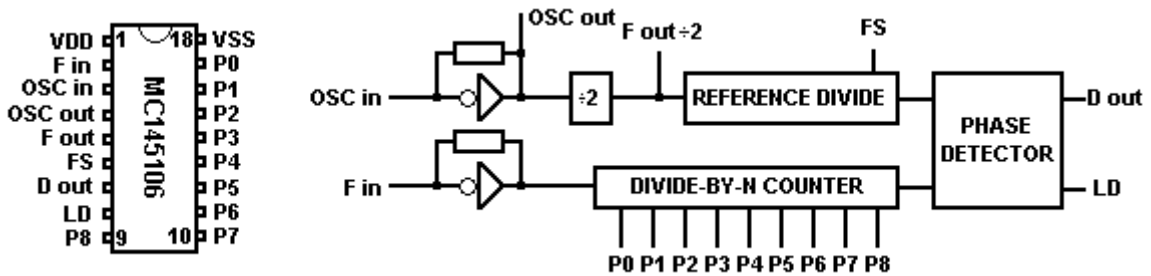 VDD 1 18 VSS
F in P0
OSC in P1
OSC out P2
F out P3
FS P4
D out P5
LD P6
P8 9 10 P7
MC145106
OSC out
F out÷2
FS
OSC in ÷2 REFERENCE DIVIDE D out
PHASE
DETECTOR
F in DIVIDE-BY-N COUNTER LD
P0 P1 P2 P3 P4 P5 P6 P7 P8